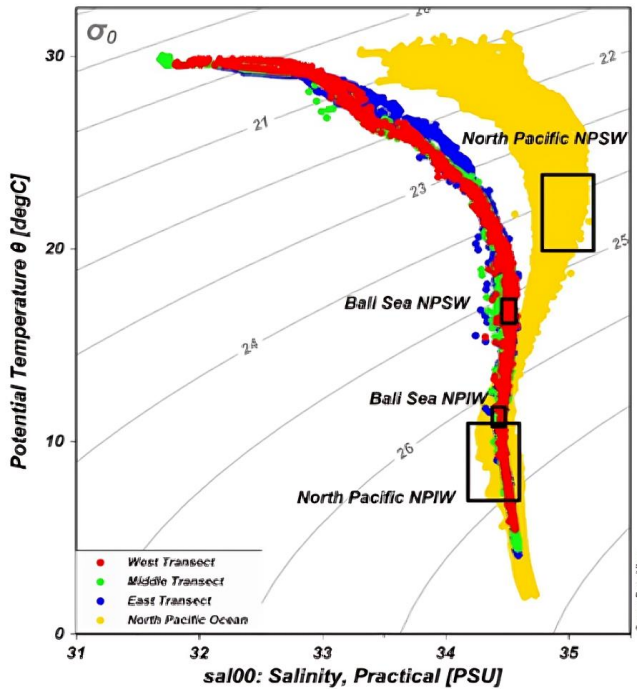 σ0
20
21
22
23
24
25
26
30
20
10
0
Potential Temperature θ [degC]
North Pacific NPSW
Bali Sea NPSW
Bali Sea NPIW
North Pacific NPIW
West Transect
Middle Transect
East Transect
North Pacific Ocean
31
32
33
34
35
sal00: Salinity, Practical [PSU]